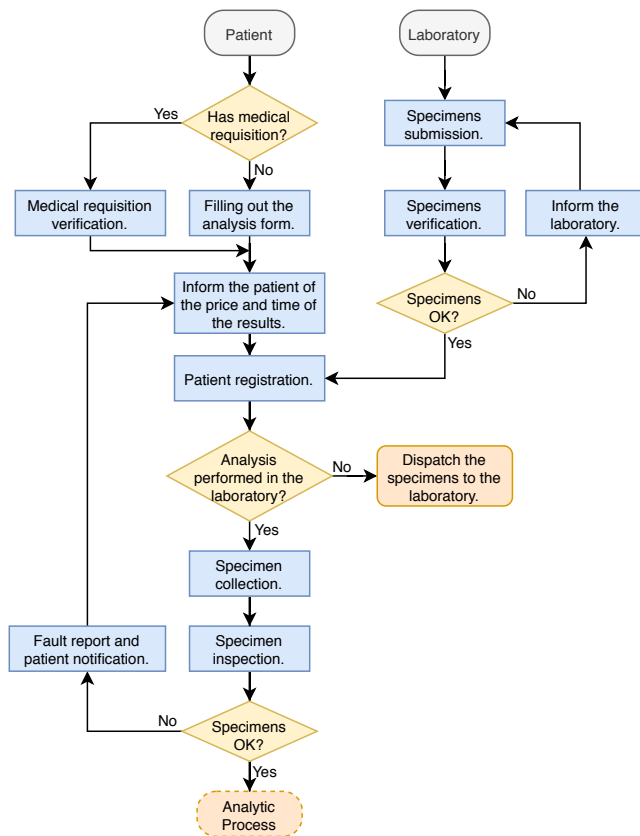 Patient
Laboratory
Has medical
requisition?
Yes
No
Specimens
submission.
Medical requisition
verification.
Filling out the
analysis form.
Specimens
verification.
Inform the
laboratory.
Inform the patient of
the price and time of
the results.
Specimens
OK?
No
Yes
Patient registration.
Analysis
performed in the
laboratory?
No
Dispatch the
specimens to the
laboratory.
Yes
Specimen
collection.
Fault report and
patient notification.
Specimen
inspection.
Specimens
OK?
No
Yes
Analytic
Process